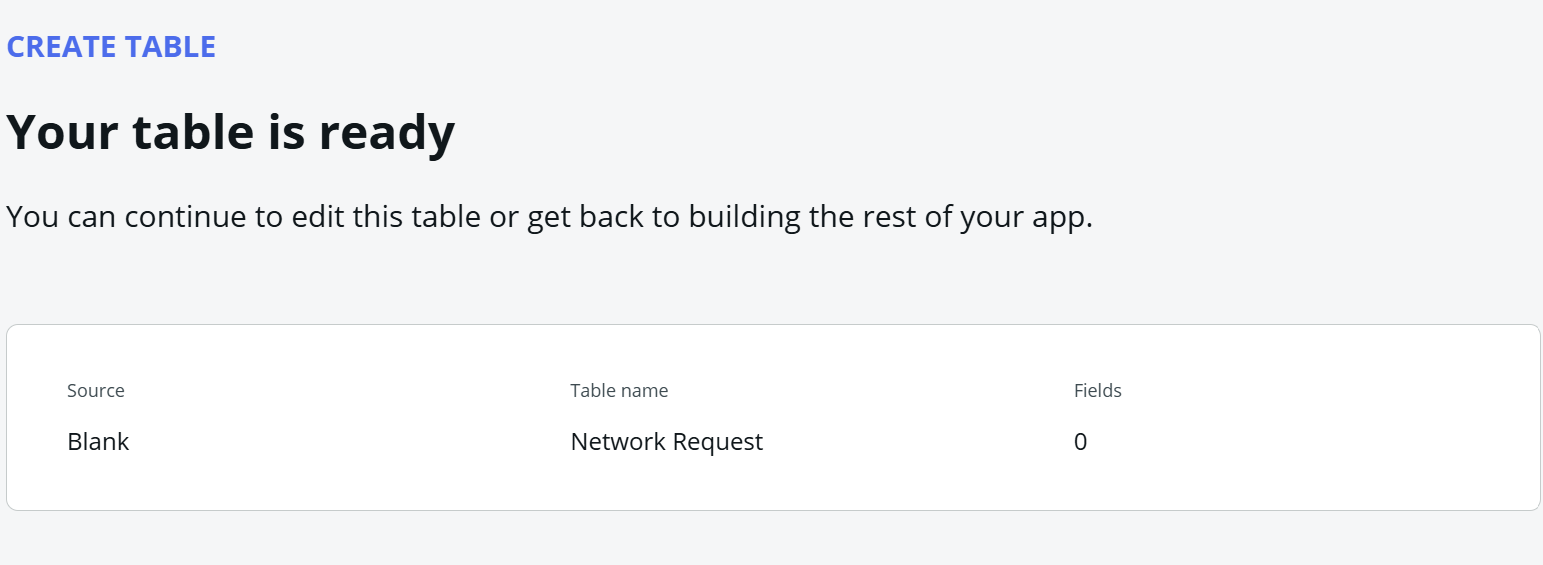 CREATE TABLE
Your table is ready
You can continue to edit this table or get back to building the rest of your app.
Source
Table name
Fields
Blank
Network Request
0